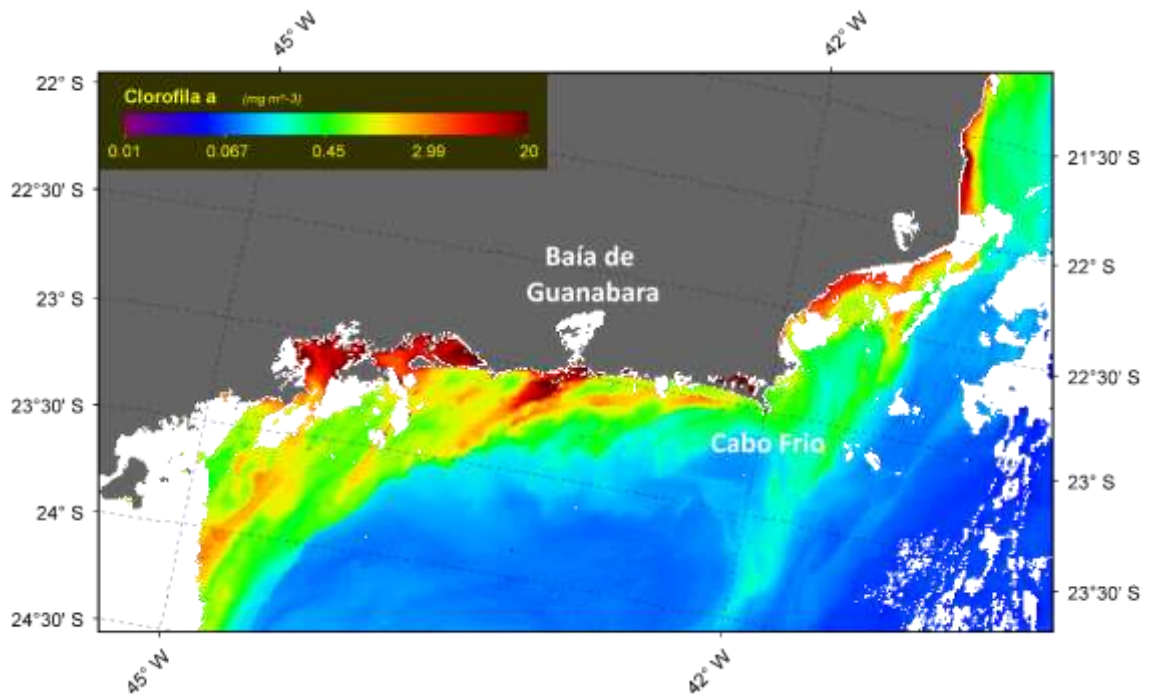 45° W
42° W
22° S
Clorofila a (mg m^-3)
0.01 0.067 0.45 2.99 20
21°30' S
22°30' S
Baía de
Guanabara
22° S
23° S
22°30' S
23°30' S
Cabo Frio
23° S
24° S
23°30' S
24°30' S
45° W
42° W